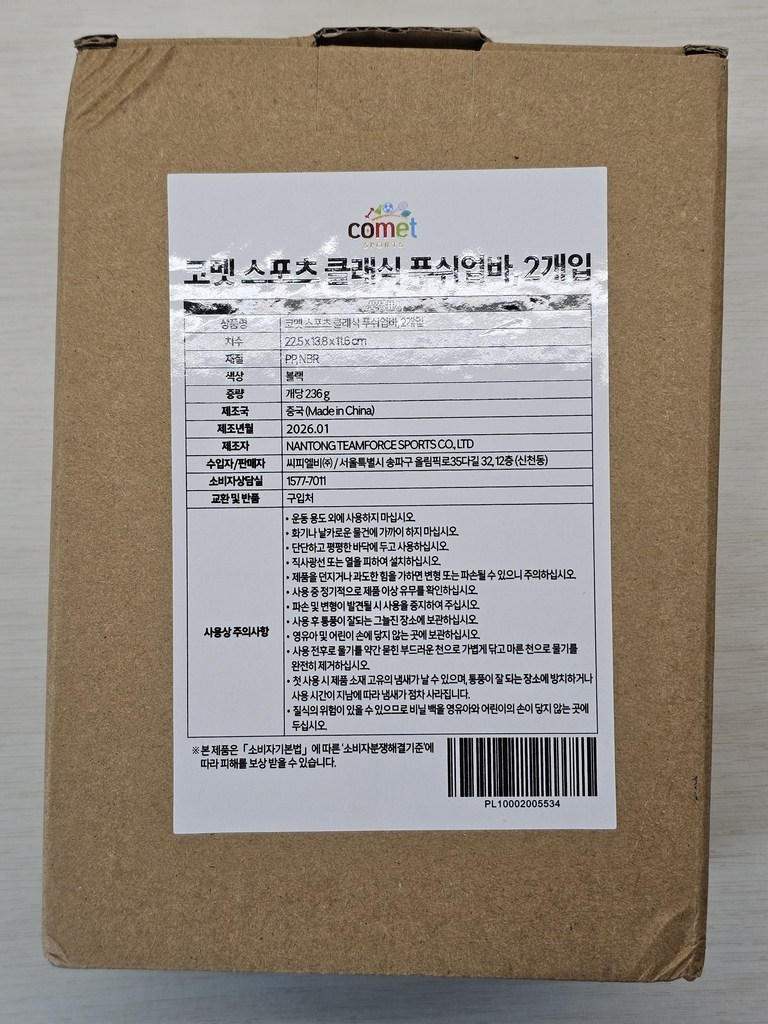 comet
SPORTS
코멧 스포츠 클래식 푸쉬업바, 2개입
상품명 코멧 스포츠 클래식 푸쉬업바, 2개입
치수 22.5 x 13.8 x 11.6 cm
재질 PP, NBR
색상 블랙
중량 개당 236 g
제조국 중국 (Made in China)
제조년월 2026.01
제조자 NANTONG TEAMFORCE SPORTS CO., LTD
수입자/판매자 씨피엘비㈜ / 서울특별시 송파구 올림픽로35다길 32, 12층 (신천동)
소비자상담실 1577-7011
교환 및 반품 구입처
사용상 주의사항
• 운동 용도 외에 사용하지 마십시오.
• 화기나 날카로운 물건에 가까이 하지 마십시오.
• 단단하고 평평한 바닥에 두고 사용하십시오.
• 직사광선 또는 열을 피하여 설치하십시오.
• 제품을 던지거나 과도한 힘을 가하면 변형 또는 파손될 수 있으니 주의하십시오.
• 사용 중 정기적으로 제품 이상 유무를 확인하십시오.
• 파손 및 변형이 발견될 시 사용을 중지하여 주십시오.
• 사용 후 통풍이 잘되는 그늘진 장소에 보관하십시오.
• 영유아 및 어린이 손에 닿지 않는 곳에 보관하십시오.
• 사용 전후로 물기를 약간 묻힌 부드러운 천으로 가볍게 닦고 마른 천으로 물기를
완전히 제거하십시오.
• 첫 사용 시 제품 소재 고유의 냄새가 날 수 있으며, 통풍이 잘 되는 장소에 방치하거나
사용 시간이 지남에 따라 냄새가 점차 사라집니다.
• 질식의 위험이 있을 수 있으므로 비닐 백을 영유아와 어린이의 손이 닿지 않는 곳에
두십시오.
※ 본 제품은 「소비자기본법」에 따른 '소비자분쟁해결기준'에
따라 피해를 보상 받을 수 있습니다.
PL10002005534